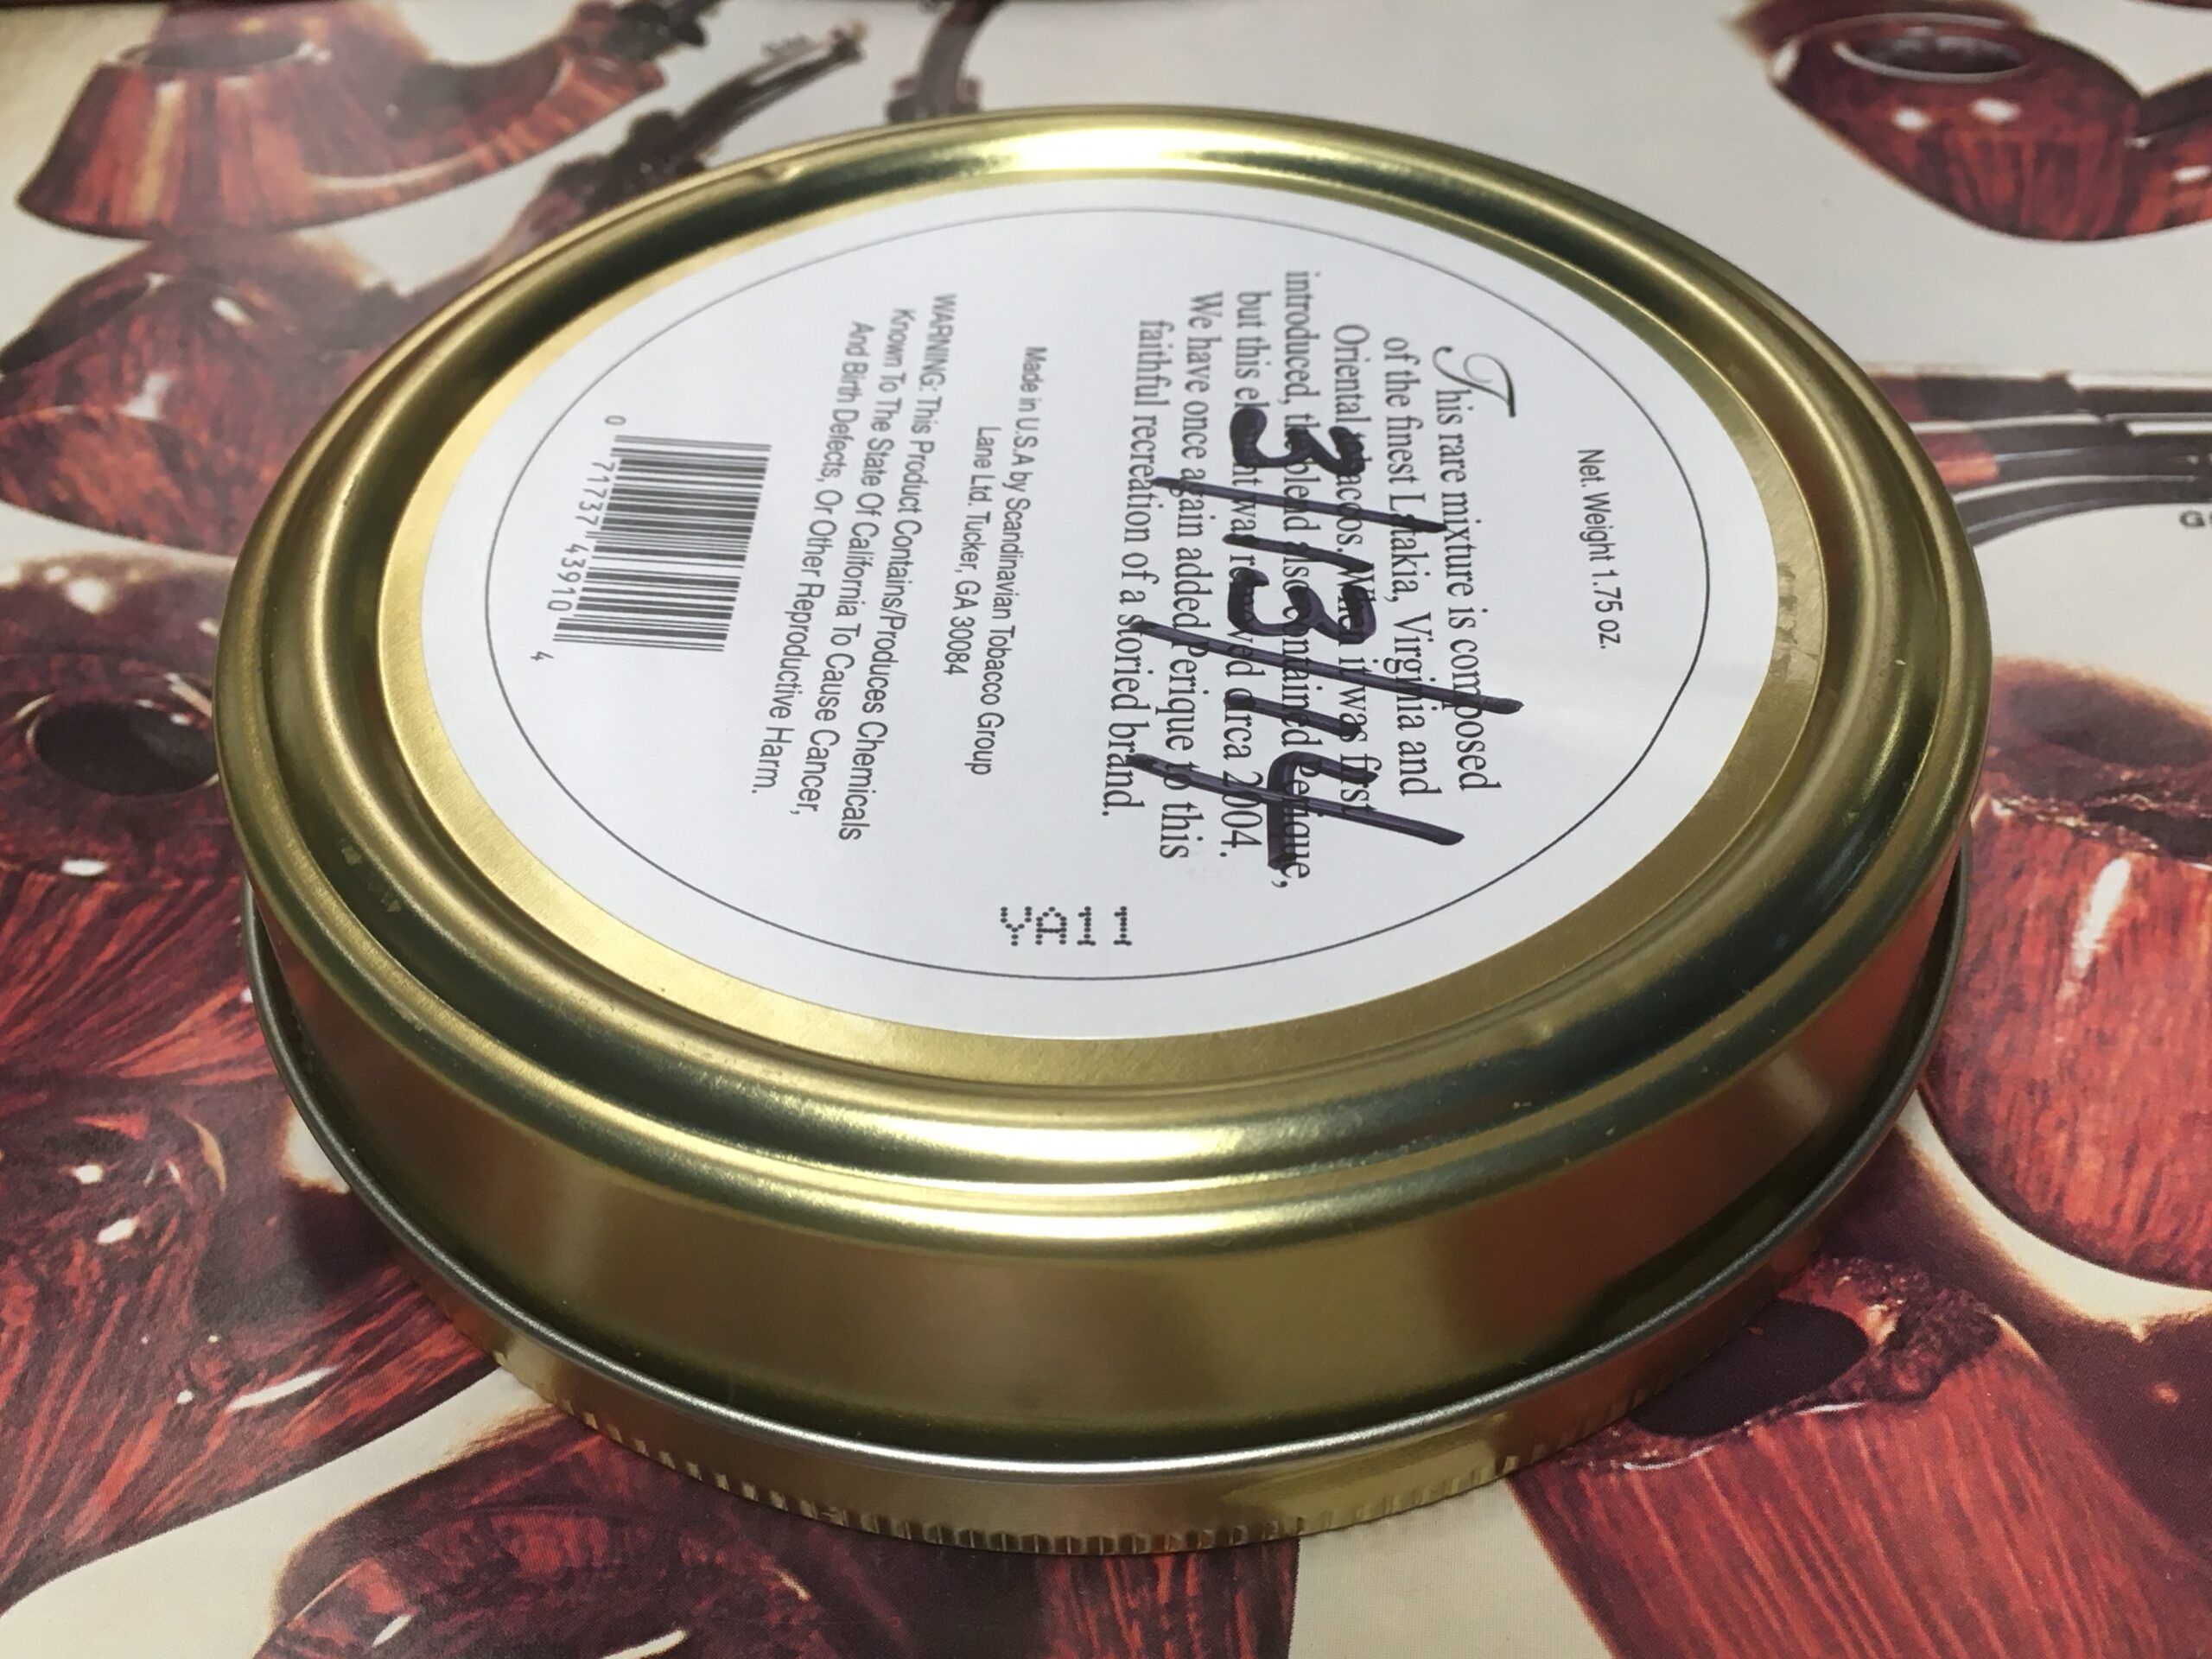 Net. Weight 1.75 oz.
This rare mixture is composed
of the finest Latakia, Virginia and
Oriental tobaccos. When it was first
introduced, the blend also contained Perique,
but this element was removed circa 2004.
We have once again added Perique to this
faithful recreation of a storied brand.
3/13/14
Made in U.S.A by Scandinavian Tobacco Group
Lane Ltd. Tucker, GA 30084
WARNING: This Product Contains/Produces Chemicals
Known To The State Of California To Cause Cancer,
And Birth Defects, Or Other Reproductive Harm.
0 71737 43910 4